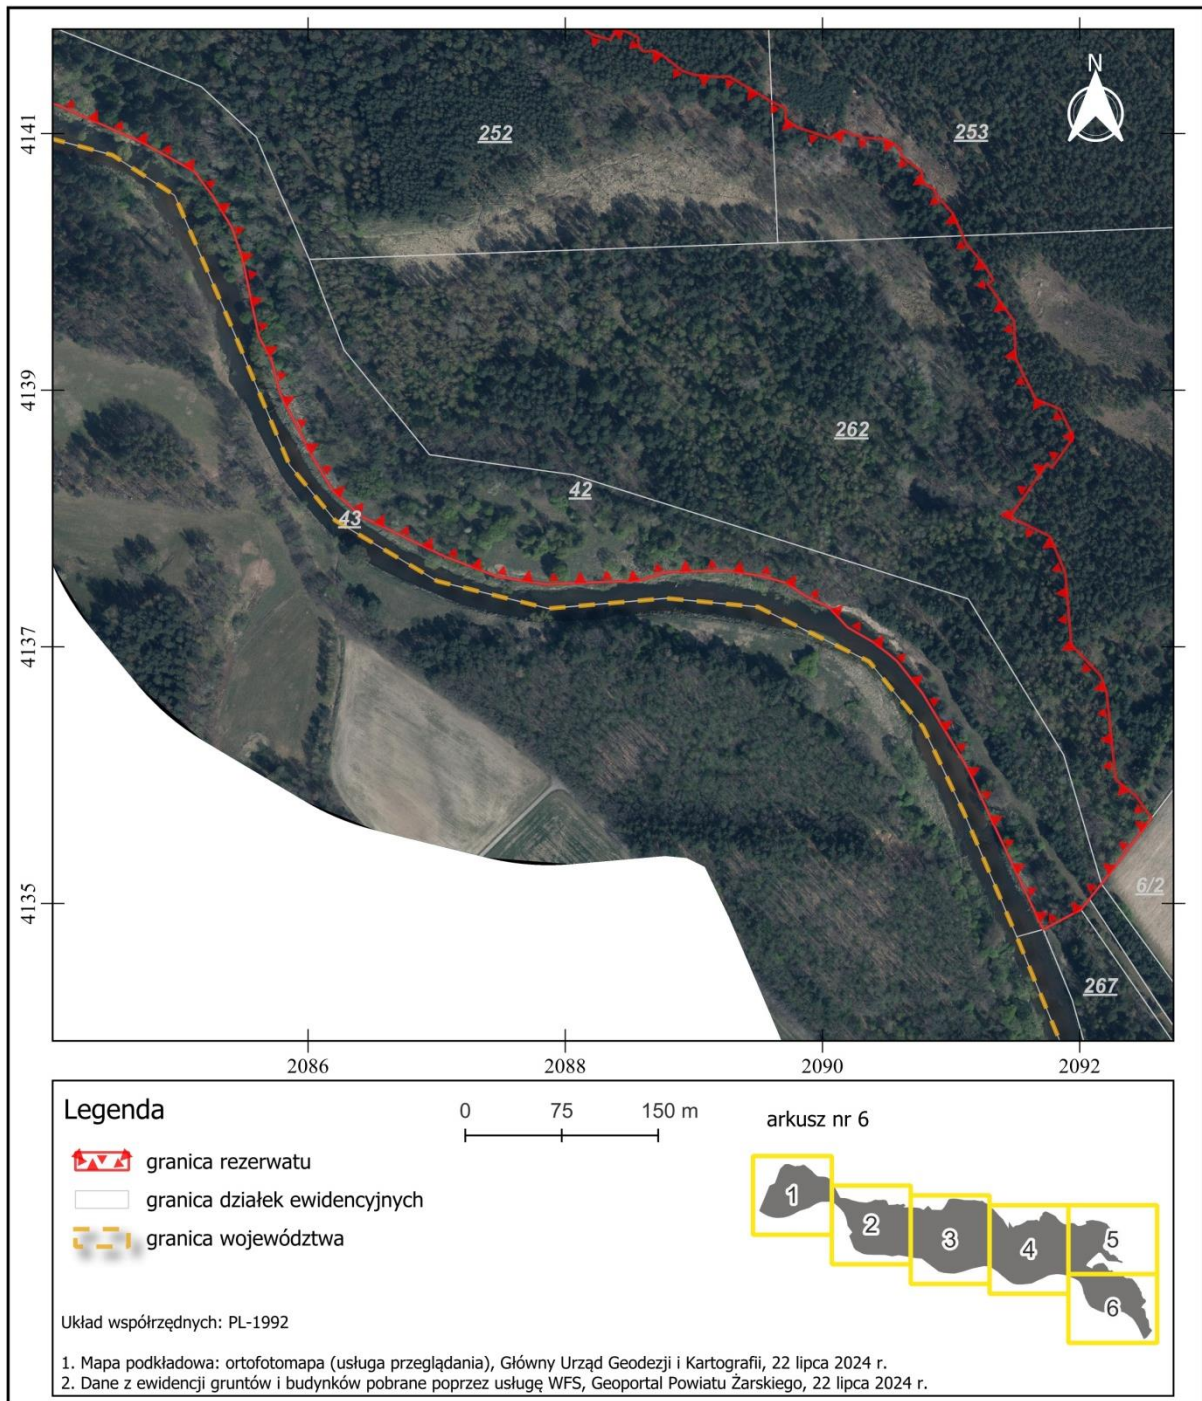 N
252
253
4141
4139
262
42
43
4137
4135
6/2
267
2086 2088 2090 2092
Legenda
0 75 150 m
arkusz nr 6
granica rezerwatu
granica działek ewidencyjnych
granica województwa
1
2
3
4
5
6
Układ współrzędnych: PL-1992
1. Mapa podkładowa: ortofotomapa (usługa przeglądania), Główny Urząd Geodezji i Kartografii, 22 lipca 2024 r.
2. Dane z ewidencji gruntów i budynków pobrane poprzez usługę WFS, Geoportal Powiatu Żarskiego, 22 lipca 2024 r.